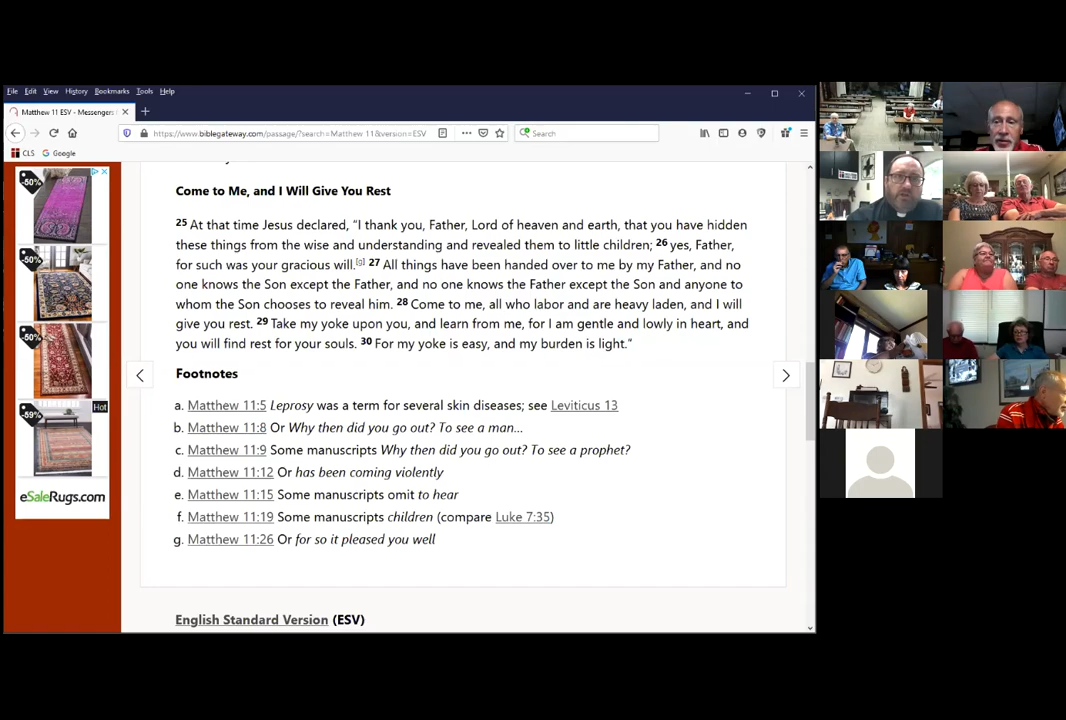 File Edit View History Bookmarks Tools Help
Matthew 11 ESV - Messengers
https://www.biblegateway.com/passage/?search=Matthew 11&version=ESV
Search
CLS Google
Come to Me, and I Will Give You Rest
25 At that time Jesus declared, “I thank you, Father, Lord of heaven and earth, that you have hidden
these things from the wise and understanding and revealed them to little children; 26 yes, Father,
for such was your gracious will.[g] 27 All things have been handed over to me by my Father, and no
one knows the Son except the Father, and no one knows the Father except the Son and anyone to
whom the Son chooses to reveal him. 28 Come to me, all who labor and are heavy laden, and I will
give you rest. 29 Take my yoke upon you, and learn from me, for I am gentle and lowly in heart, and
you will find rest for your souls. 30 For my yoke is easy, and my burden is light.”
Footnotes
a. Matthew 11:5 Leprosy was a term for several skin diseases; see Leviticus 13
b. Matthew 11:8 Or Why then did you go out? To see a man...
c. Matthew 11:9 Some manuscripts Why then did you go out? To see a prophet?
d. Matthew 11:12 Or has been coming violently
e. Matthew 11:15 Some manuscripts omit to hear
f. Matthew 11:19 Some manuscripts children (compare Luke 7:35)
g. Matthew 11:26 Or for so it pleased you well
English Standard Version (ESV)
-50%
-50%
-50%
-59%
Hot
eSaleRugs.com